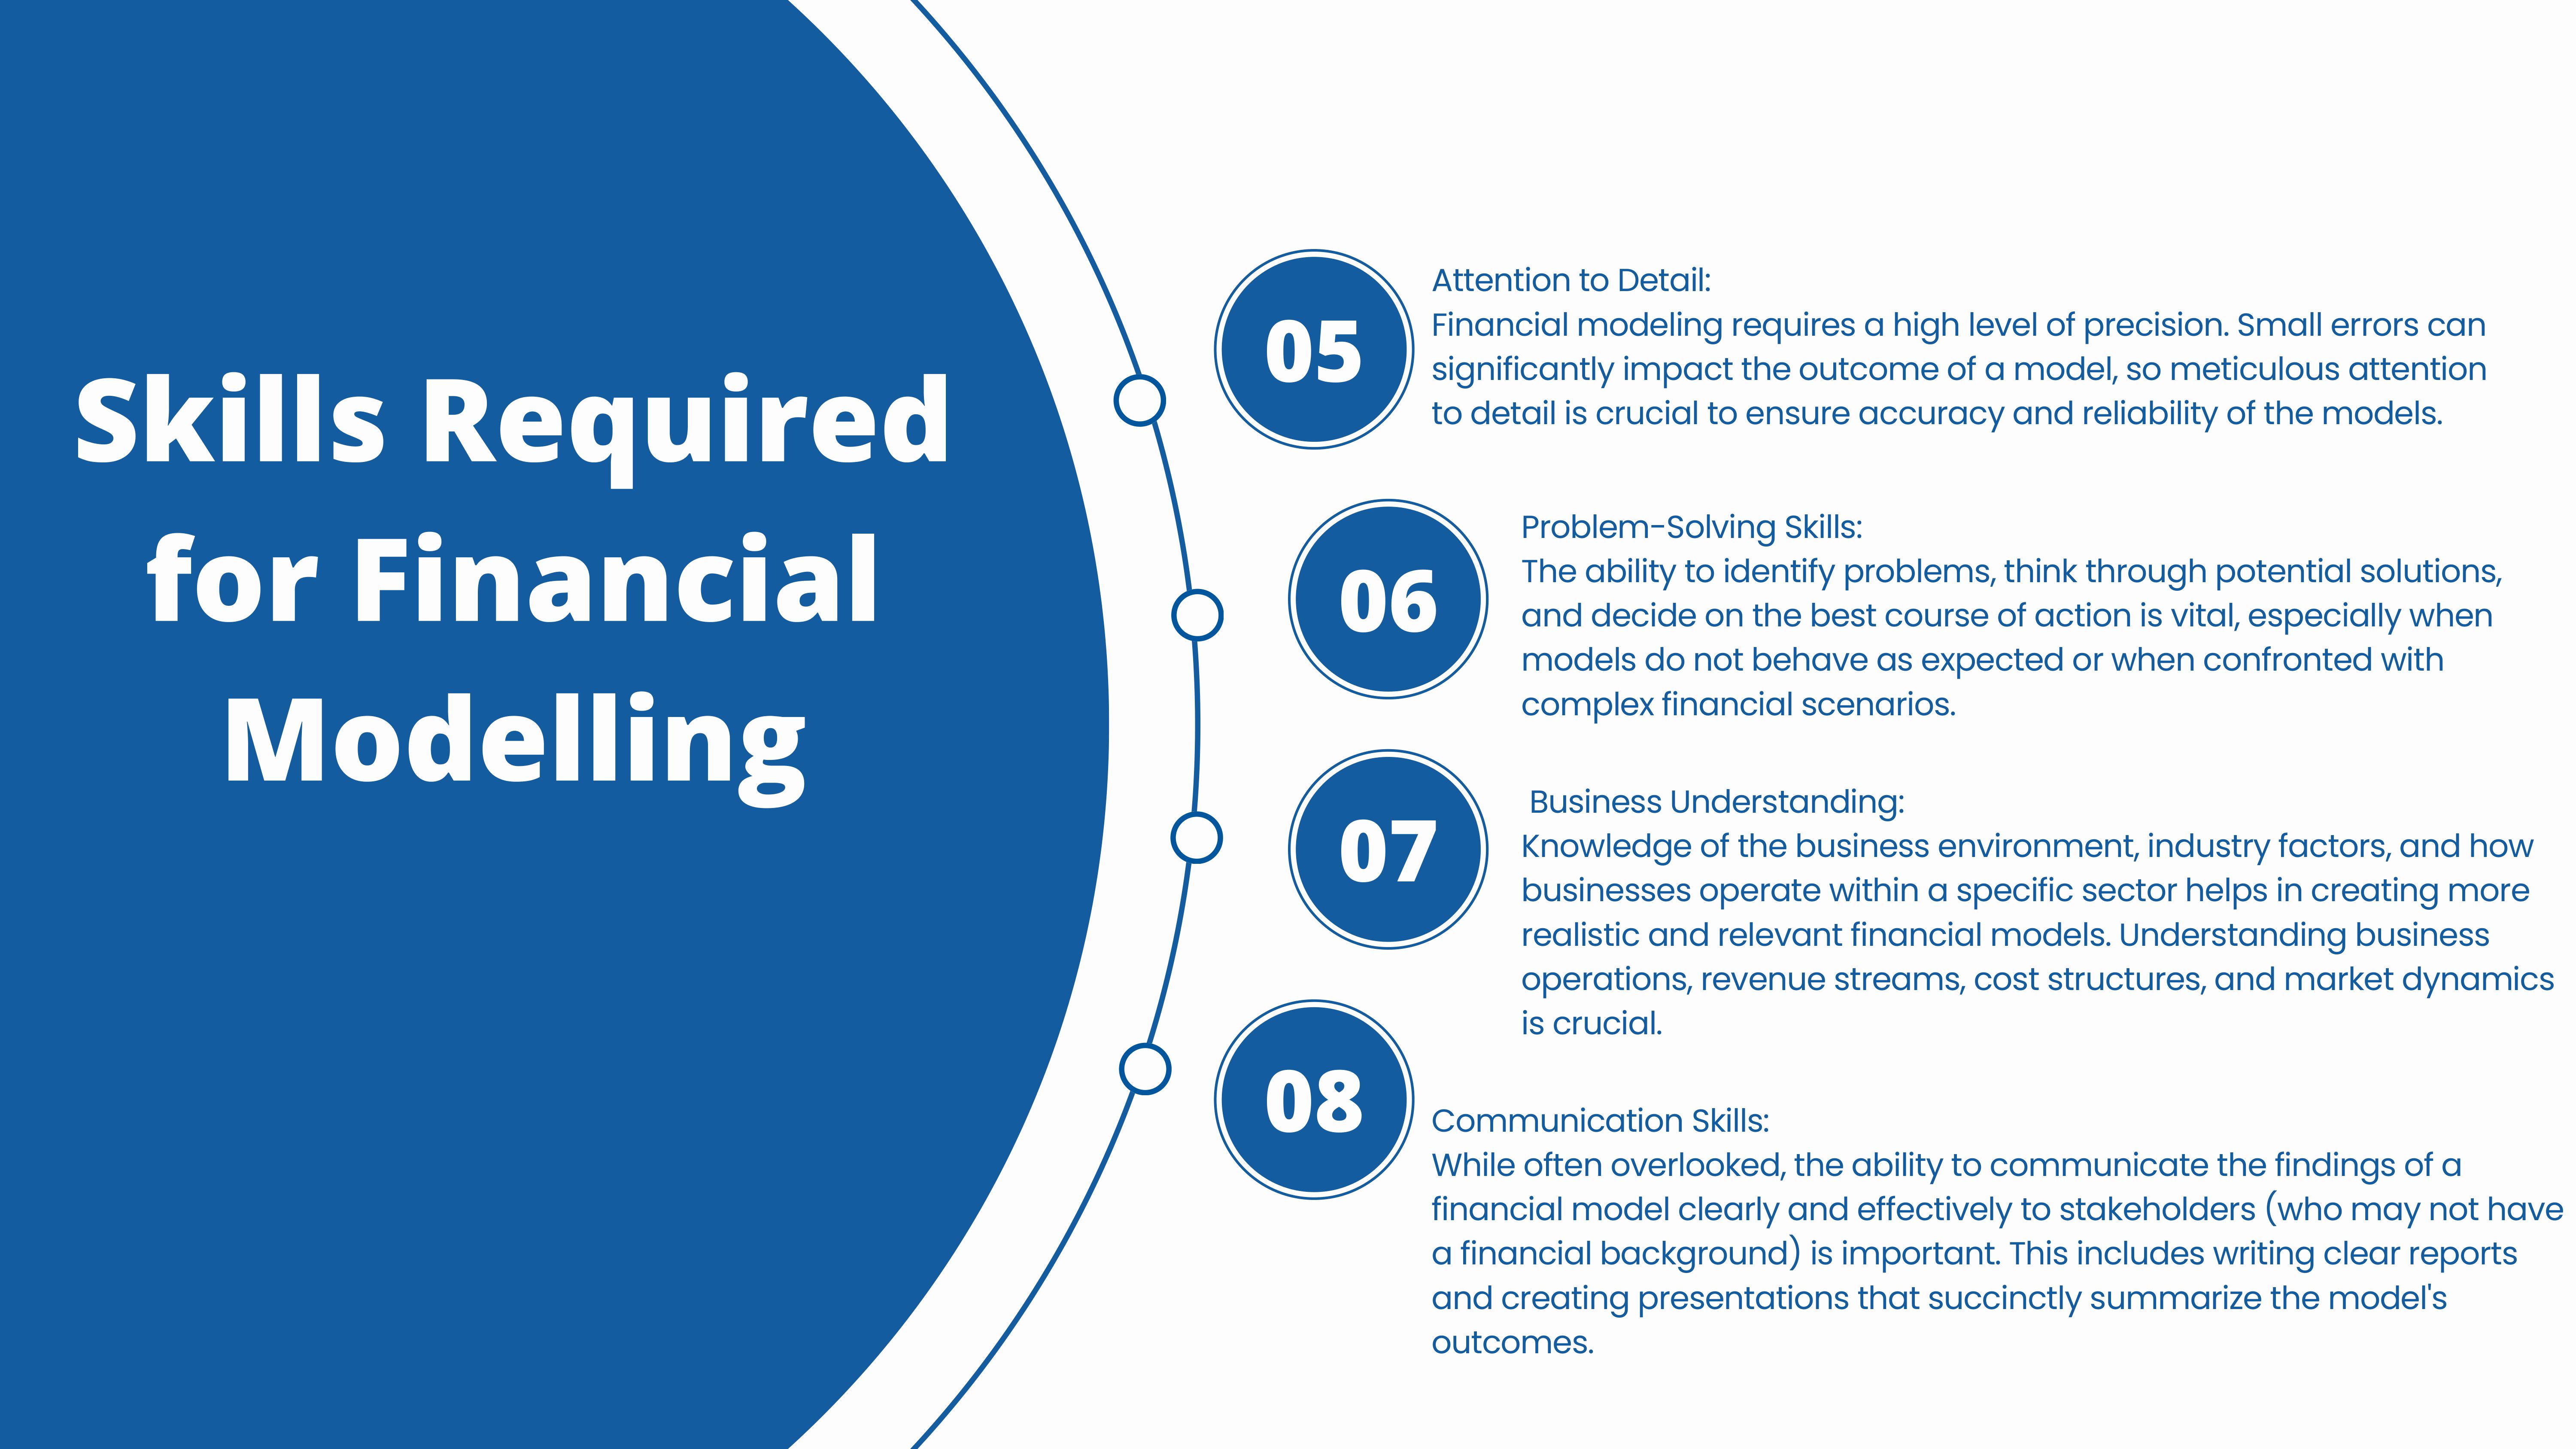 Skills Required
for Financial
Modelling
05
Attention to Detail:
Financial modeling requires a high level of precision. Small errors can
significantly impact the outcome of a model, so meticulous attention
to detail is crucial to ensure accuracy and reliability of the models.
06
Problem-Solving Skills:
The ability to identify problems, think through potential solutions,
and decide on the best course of action is vital, especially when
models do not behave as expected or when confronted with
complex financial scenarios.
07
Business Understanding:
Knowledge of the business environment, industry factors, and how
businesses operate within a specific sector helps in creating more
realistic and relevant financial models. Understanding business
operations, revenue streams, cost structures, and market dynamics
is crucial.
08
Communication Skills:
While often overlooked, the ability to communicate the findings of a
financial model clearly and effectively to stakeholders (who may not have
a financial background) is important. This includes writing clear reports
and creating presentations that succinctly summarize the model's
outcomes.